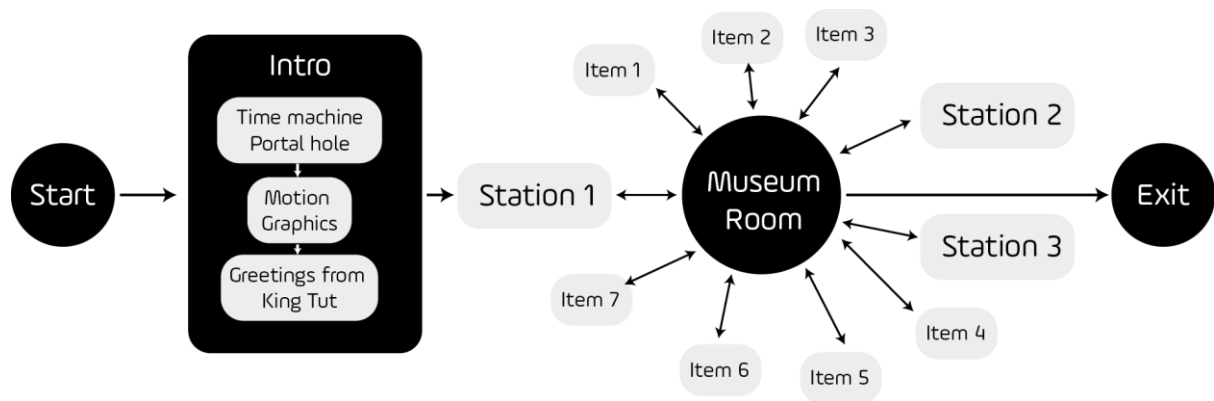 Start
Intro
Time machine
Portal hole
Motion
Graphics
Greetings from
King Tut
Station 1
Museum
Room
Item 1
Item 2
Item 3
Station 2
Station 3
Item 4
Item 5
Item 6
Item 7
Exit